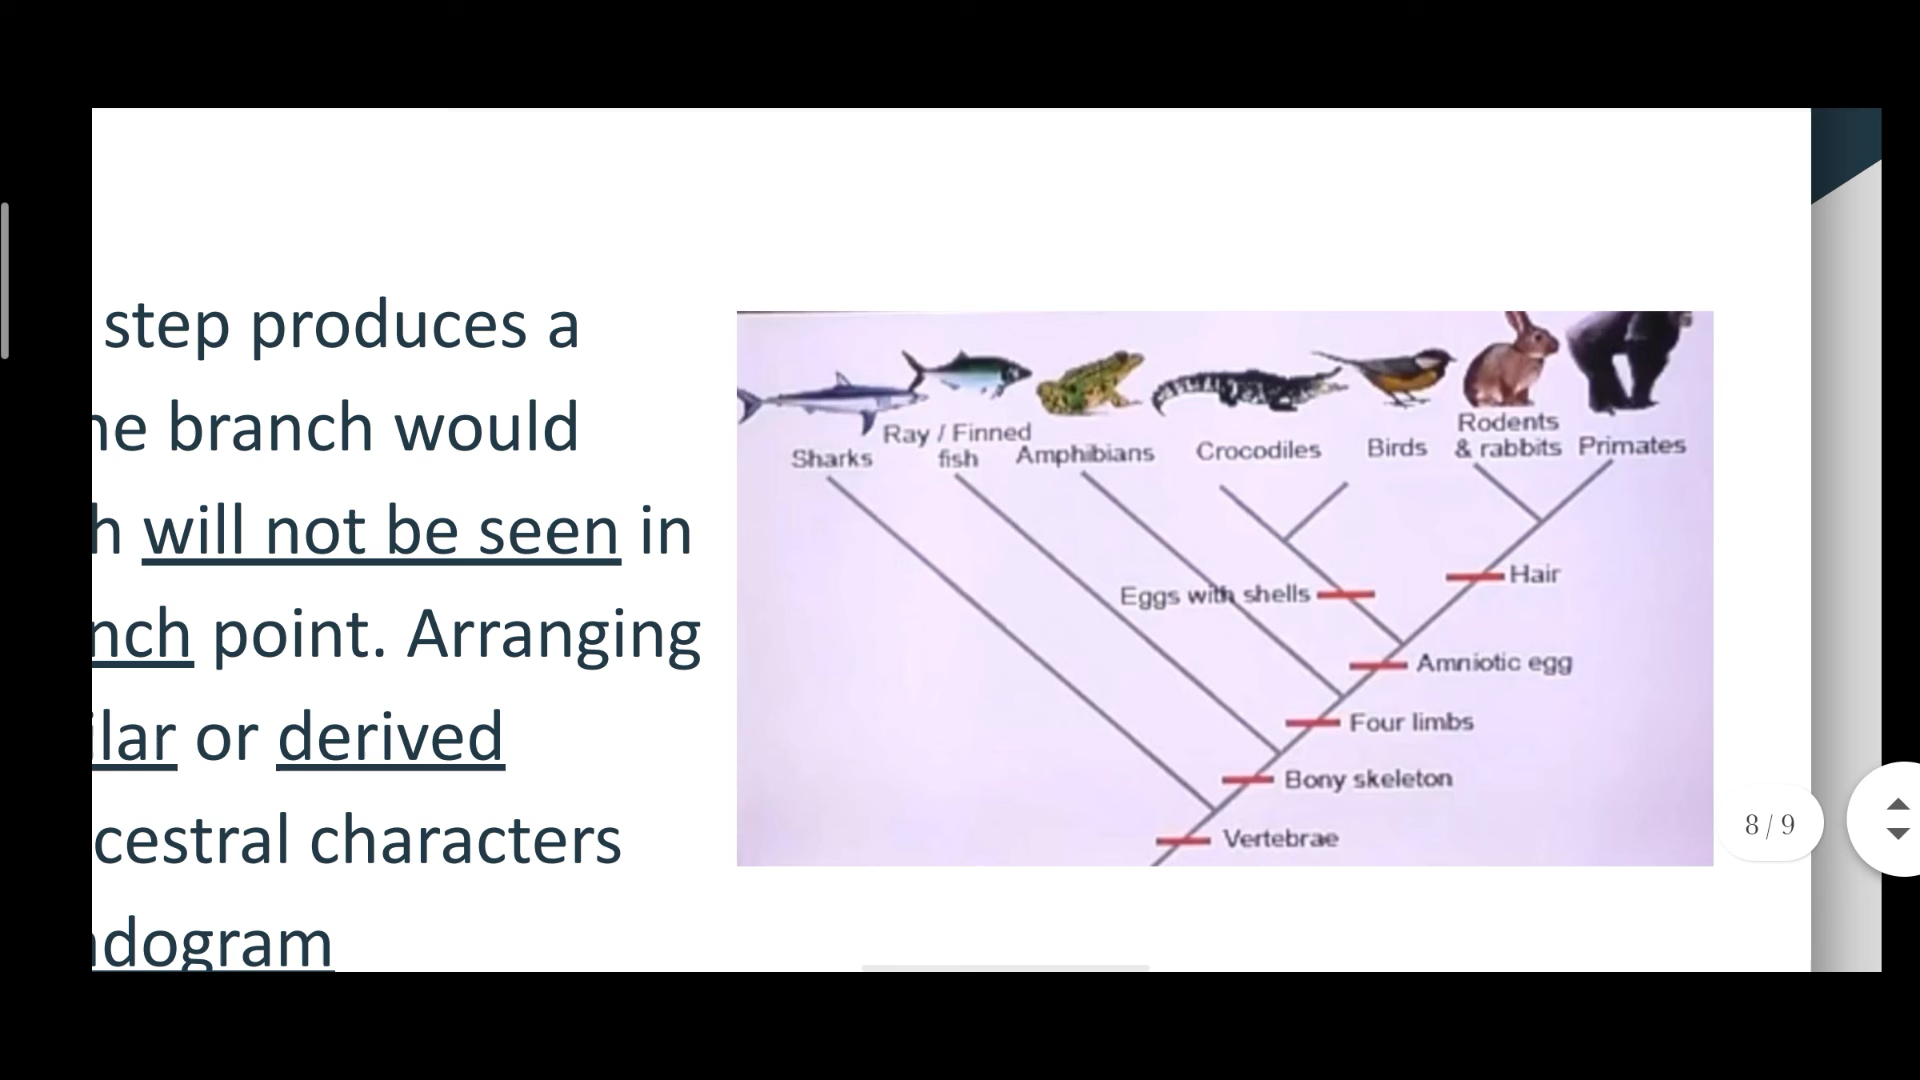 step produces a
ne branch would
h will not be seen in
nch point. Arranging
ilar or derived
cestral characters
dogram
Sharks
Ray / Finned
fish
Amphibians
Crocodiles
Birds
Rodents
& rabbits
Primates
Eggs with shells
Hair
Amniotic egg
Four limbs
Bony skeleton
Vertebrae
8 / 9